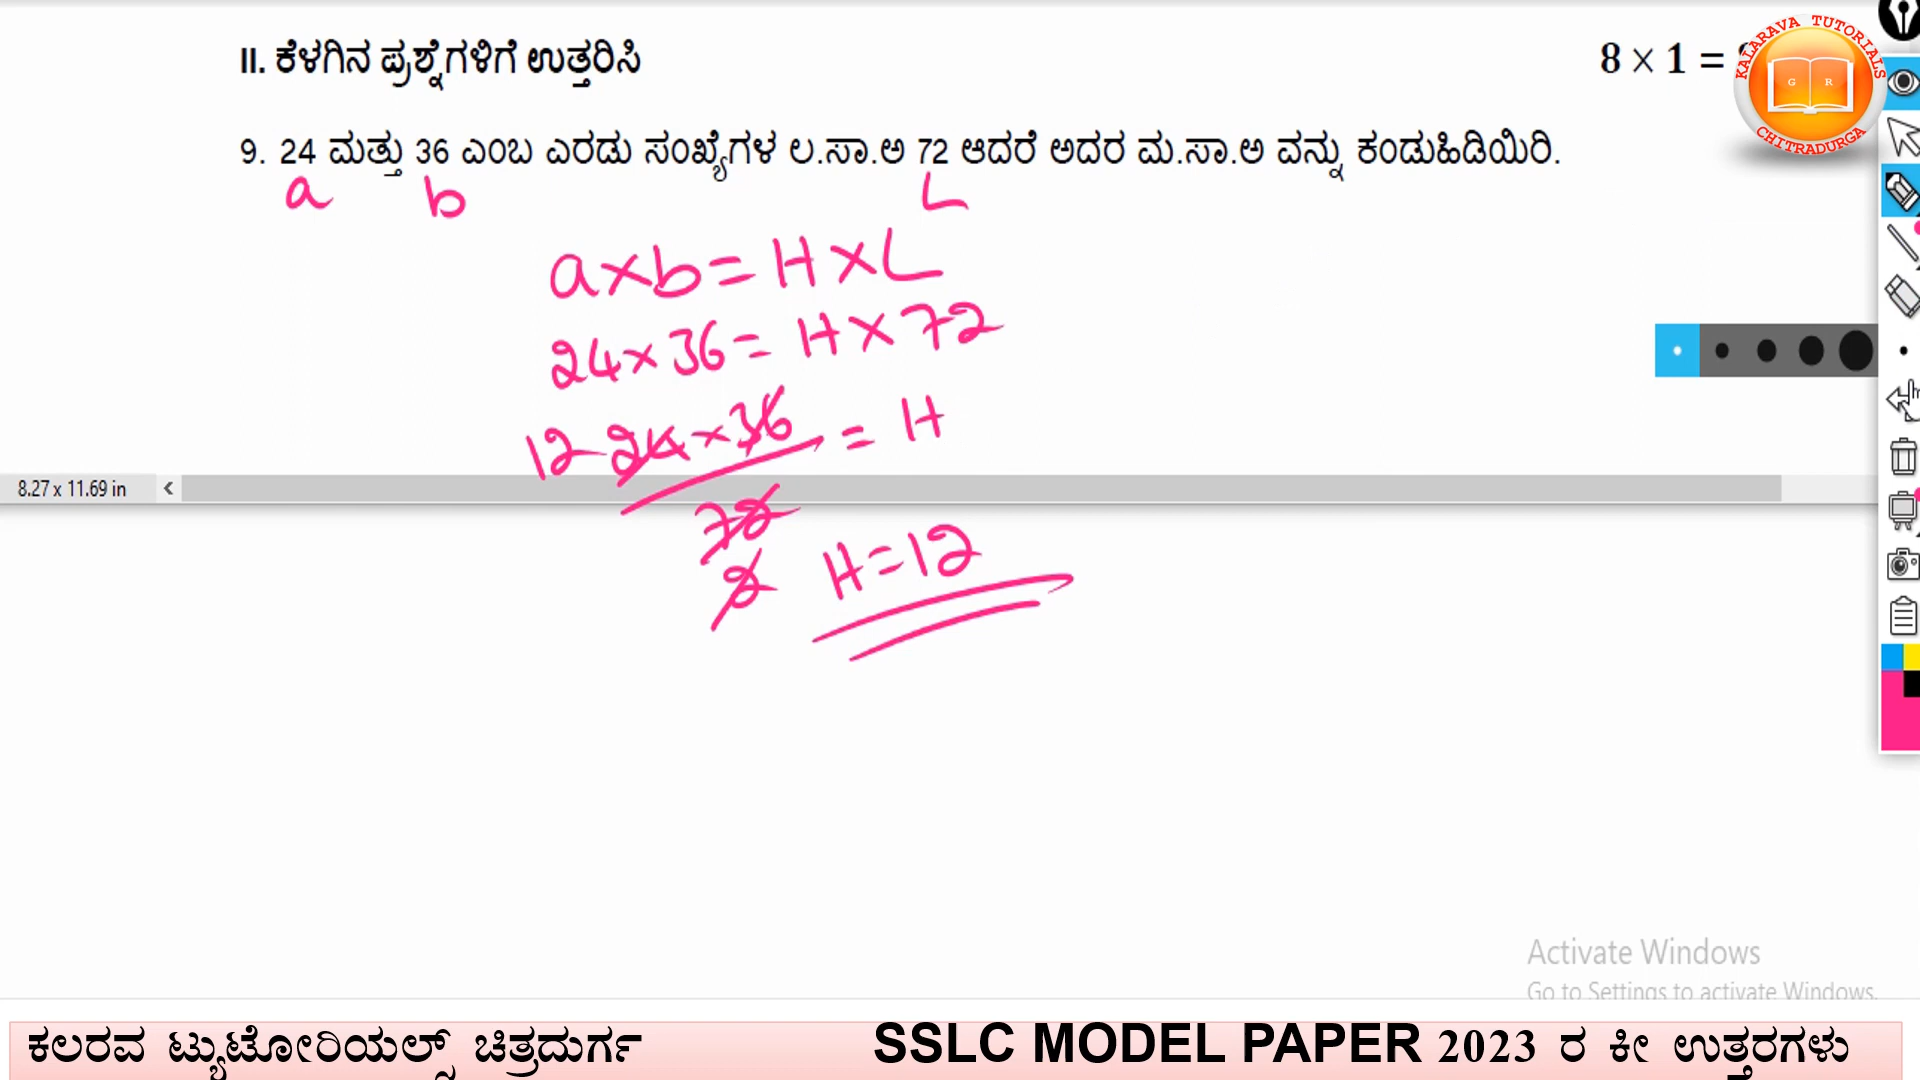 II. ಕೆಳಗಿನ ಪ್ರಶ್ನೆಗಳಿಗೆ ಉತ್ತರಿಸಿ 8 × 1 =
KALARAVA TUTORIALS
G R
CHITRADURGA
9. 24 ಮತ್ತು 36 ಎಂಬ ಎರಡು ಸಂಖ್ಯೆಗಳ ಲ.ಸಾ.ಅ 72 ಆದರೆ ಅದರ ಮ.ಸಾ.ಅ ವನ್ನು ಕಂಡುಹಿಡಿಯಿರಿ.
a b L
a×b=H×L
24×36=H×72
12 24×36 = H
8.27 x 11.69 in
72
2 H=12
Activate Windows
Go to Settings to activate Windows.
ಕಲರವ ಟ್ಯುಟೋರಿಯಲ್ಸ್ ಚಿತ್ರದುರ್ಗ SSLC MODEL PAPER 2023 ರ ಕೀ ಉತ್ತರಗಳು